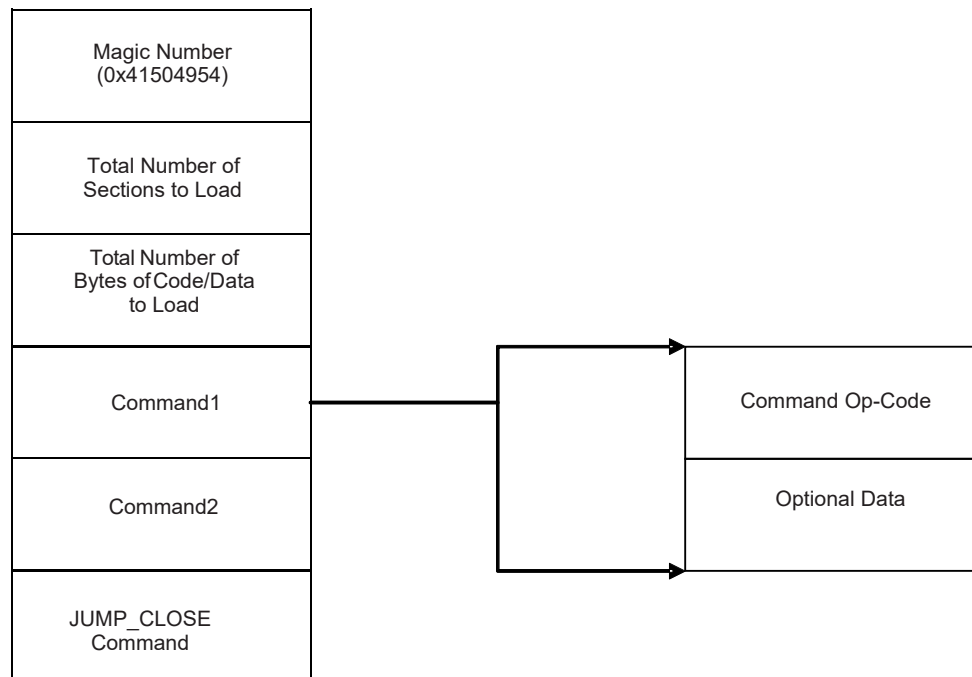 Magic Number
(0x41504954)
Total Number of
Sections to Load
Total Number of
Bytes of Code/Data
to Load
Command1
Command Op-Code
Command2
Optional Data
JUMP_CLOSE
Command